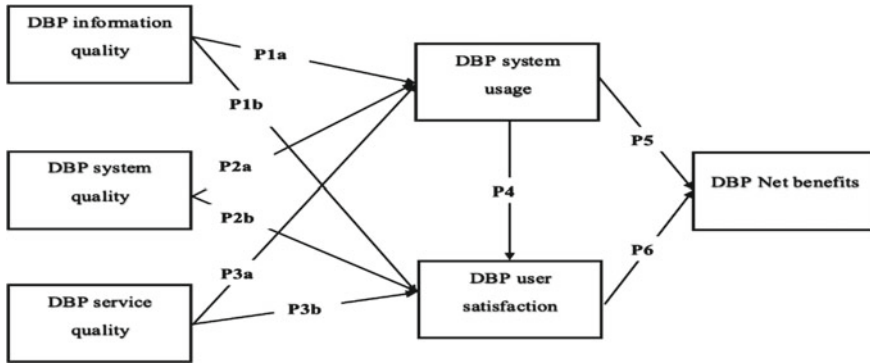 DBP information
quality
P1a
DBP system
usage
P1b
P5
P2a
DBP system
quality
P4
DBP Net benefits
P2b
P6
P3a
DBP user
satisfaction
DBP service
quality
P3b